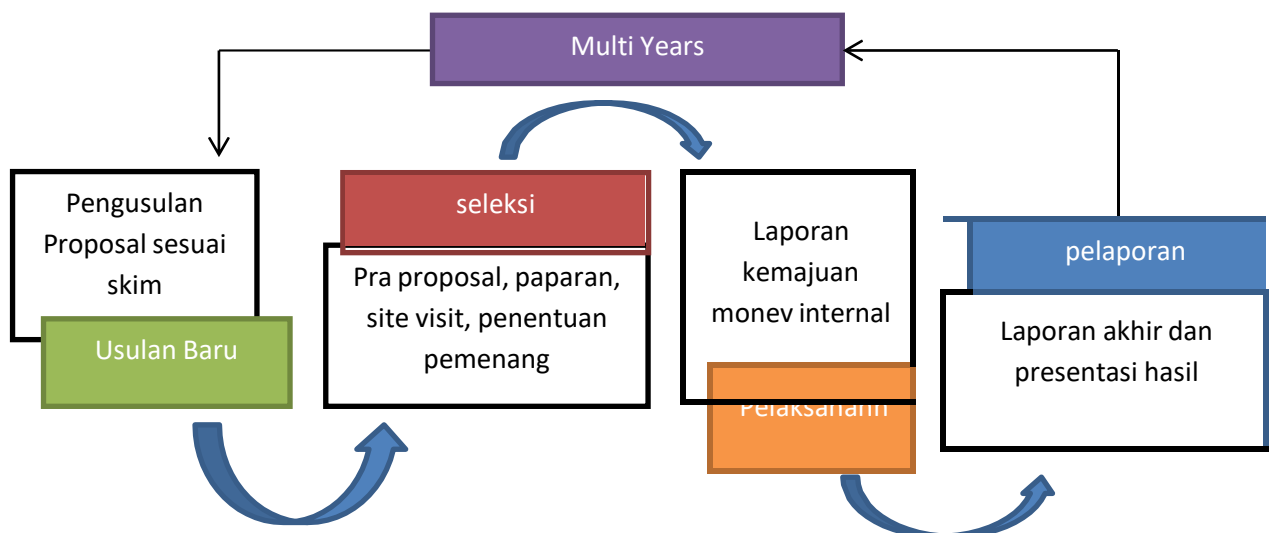 Multi Years
Pengusulan
Proposal sesuai
skim
Usulan Baru
seleksi
Pra proposal, paparan,
site visit, penentuan
pemenang
Laporan
kemajuan
monev internal
Pelaksanann
pelaporan
Laporan akhir dan
presentasi hasil